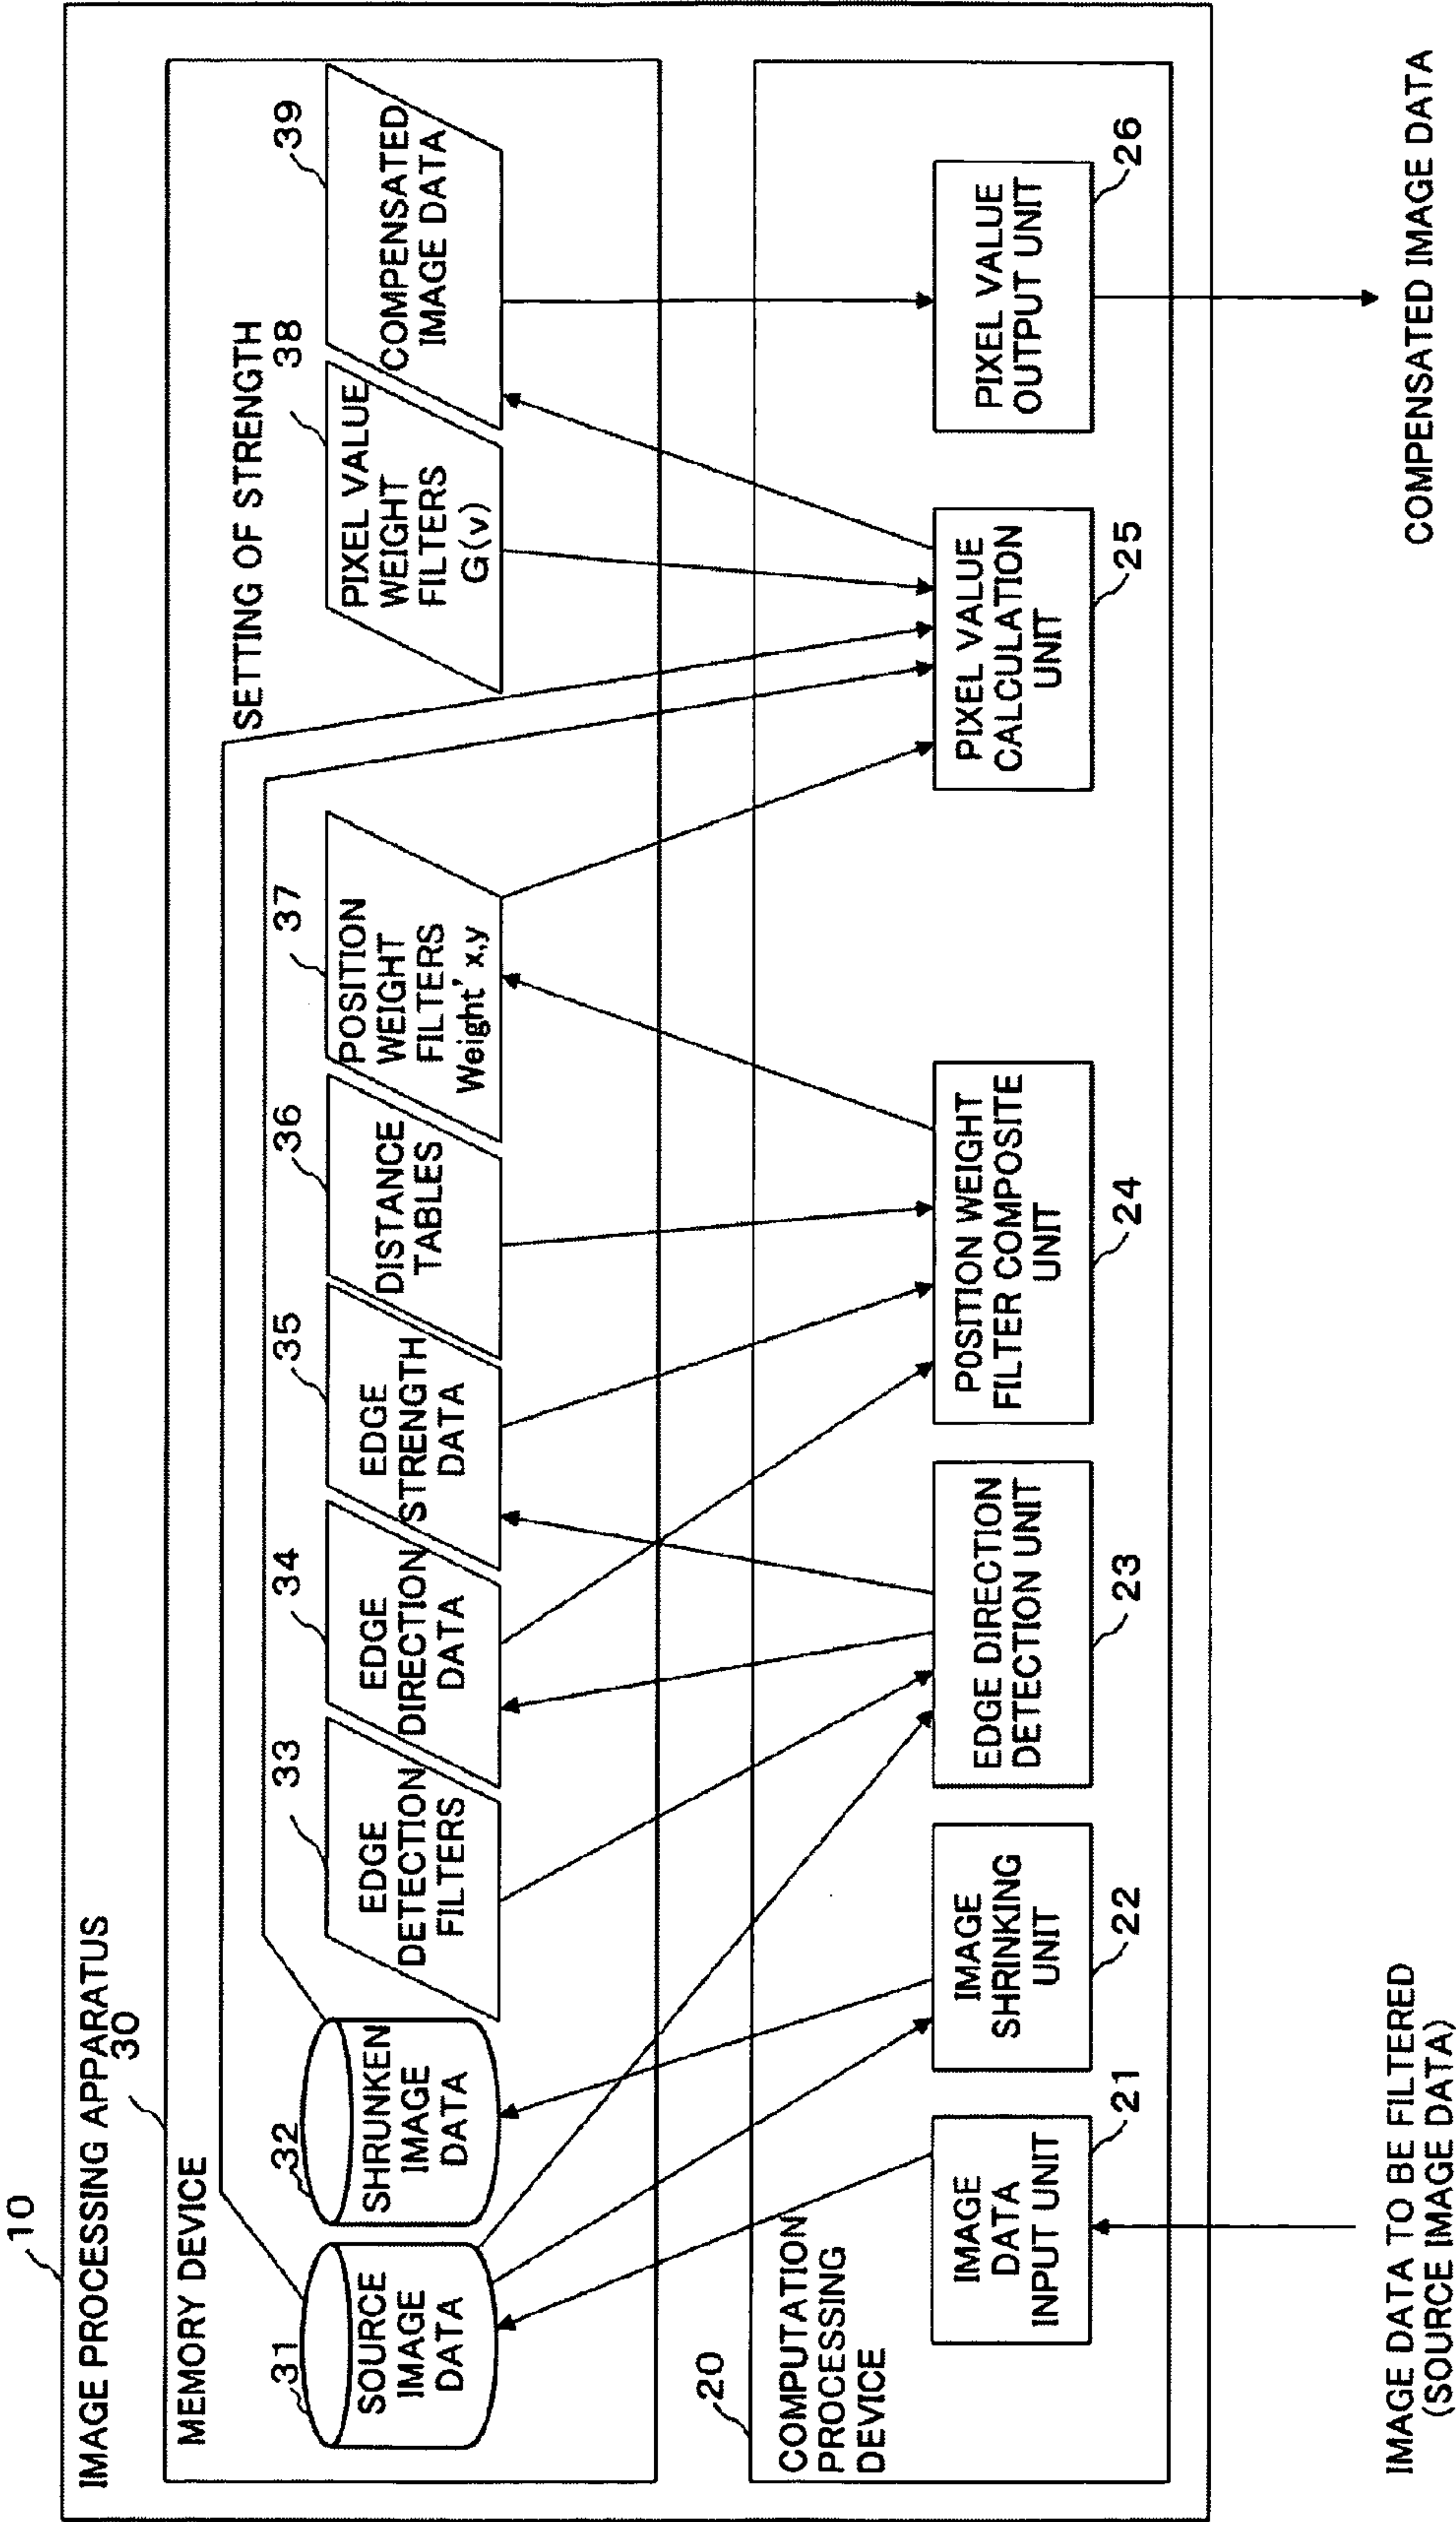 10
IMAGE PROCESSING APPARATUS
30
MEMORY DEVICE
SETTING OF STRENGTH
31
SOURCE
IMAGE
DATA
32
SHRUNKEN
IMAGE
DATA
33
EDGE
DETECTION
FILTERS
34
EDGE
DIRECTION
DATA
35
EDGE
STRENGTH
DATA
36
DISTANCE
TABLES
37
POSITION
WEIGHT
FILTERS
Weight' x,y
38
PIXEL VALUE
WEIGHT
FILTERS
G(v)
39
COMPENSATED
IMAGE DATA
20
COMPUTATION
PROCESSING
DEVICE
IMAGE
DATA
INPUT UNIT
21
IMAGE
SHRINKING
UNIT
22
EDGE DIRECTION
DETECTION UNIT
23
POSITION WEIGHT
FILTER COMPOSITE
UNIT
24
PIXEL VALUE
CALCULATION
UNIT
25
PIXEL VALUE
OUTPUT UNIT
26
IMAGE DATA TO BE FILTERED
(SOURCE IMAGE DATA)
COMPENSATED IMAGE DATA